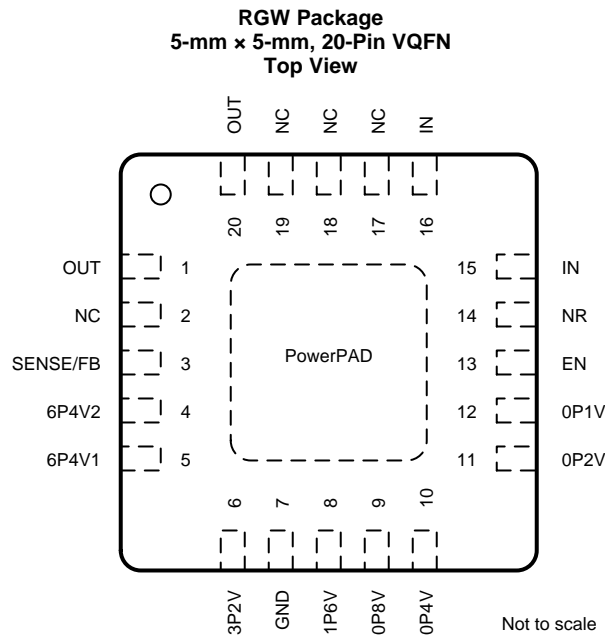 RGW Package
5-mm × 5-mm, 20-Pin VQFN
Top View
OUT NC NC NC IN
20 19 18 17 16
OUT 1 15 IN
NC 2 14 NR
SENSE/FB 3 PowerPAD 13 EN
6P4V2 4 12 0P1V
6P4V1 5 11 0P2V
6 7 8 9 10
3P2V GND 1P6V 0P8V 0P4V
Not to scale